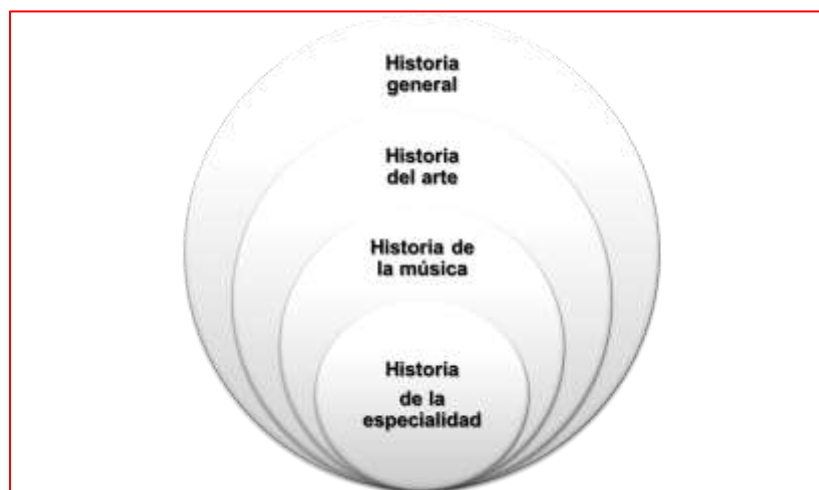 Historia
general
Historia
del arte
Historia de
la música
Historia
de la
especialidad